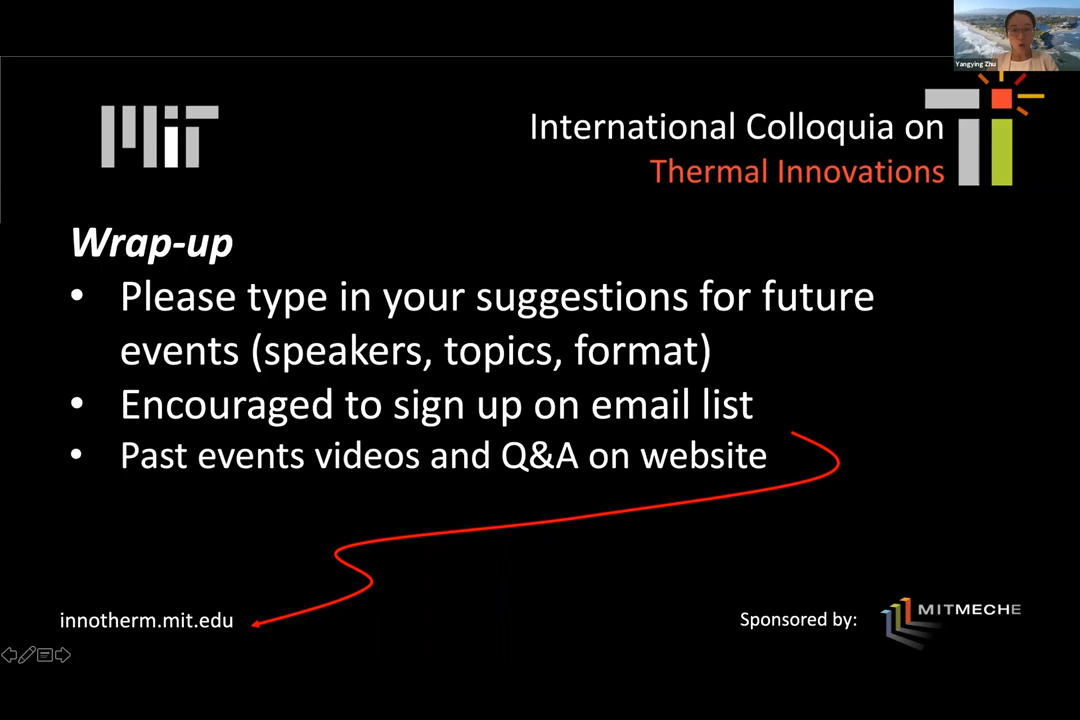 Yangying Zhu
MIT
International Colloquia on
Thermal Innovations
Wrap-up
• Please type in your suggestions for future
events (speakers, topics, format)
• Encouraged to sign up on email list
• Past events videos and Q&A on website
innotherm.mit.edu
Sponsored by:
MITMECHE